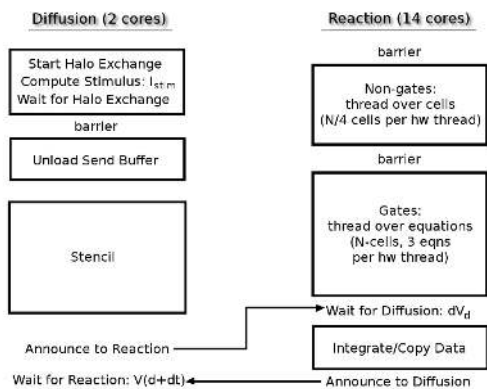 Diffusion (2 cores)
Start Halo Exchange
Compute Stimulus: Istim
Wait for Halo Exchange
barrier
Unload Send Buffer
Stencil
Announce to Reaction
Wait for Reaction: V(d+dt)
Reaction (14 cores)
barrier
Non-gates:
thread over cells
(N/4 cells per hw thread)
barrier
Gates:
thread over equations
(N-cells, 3 eqns
per hw thread)
Wait for Diffusion: dVd
Integrate/Copy Data
Announce to Diffusion